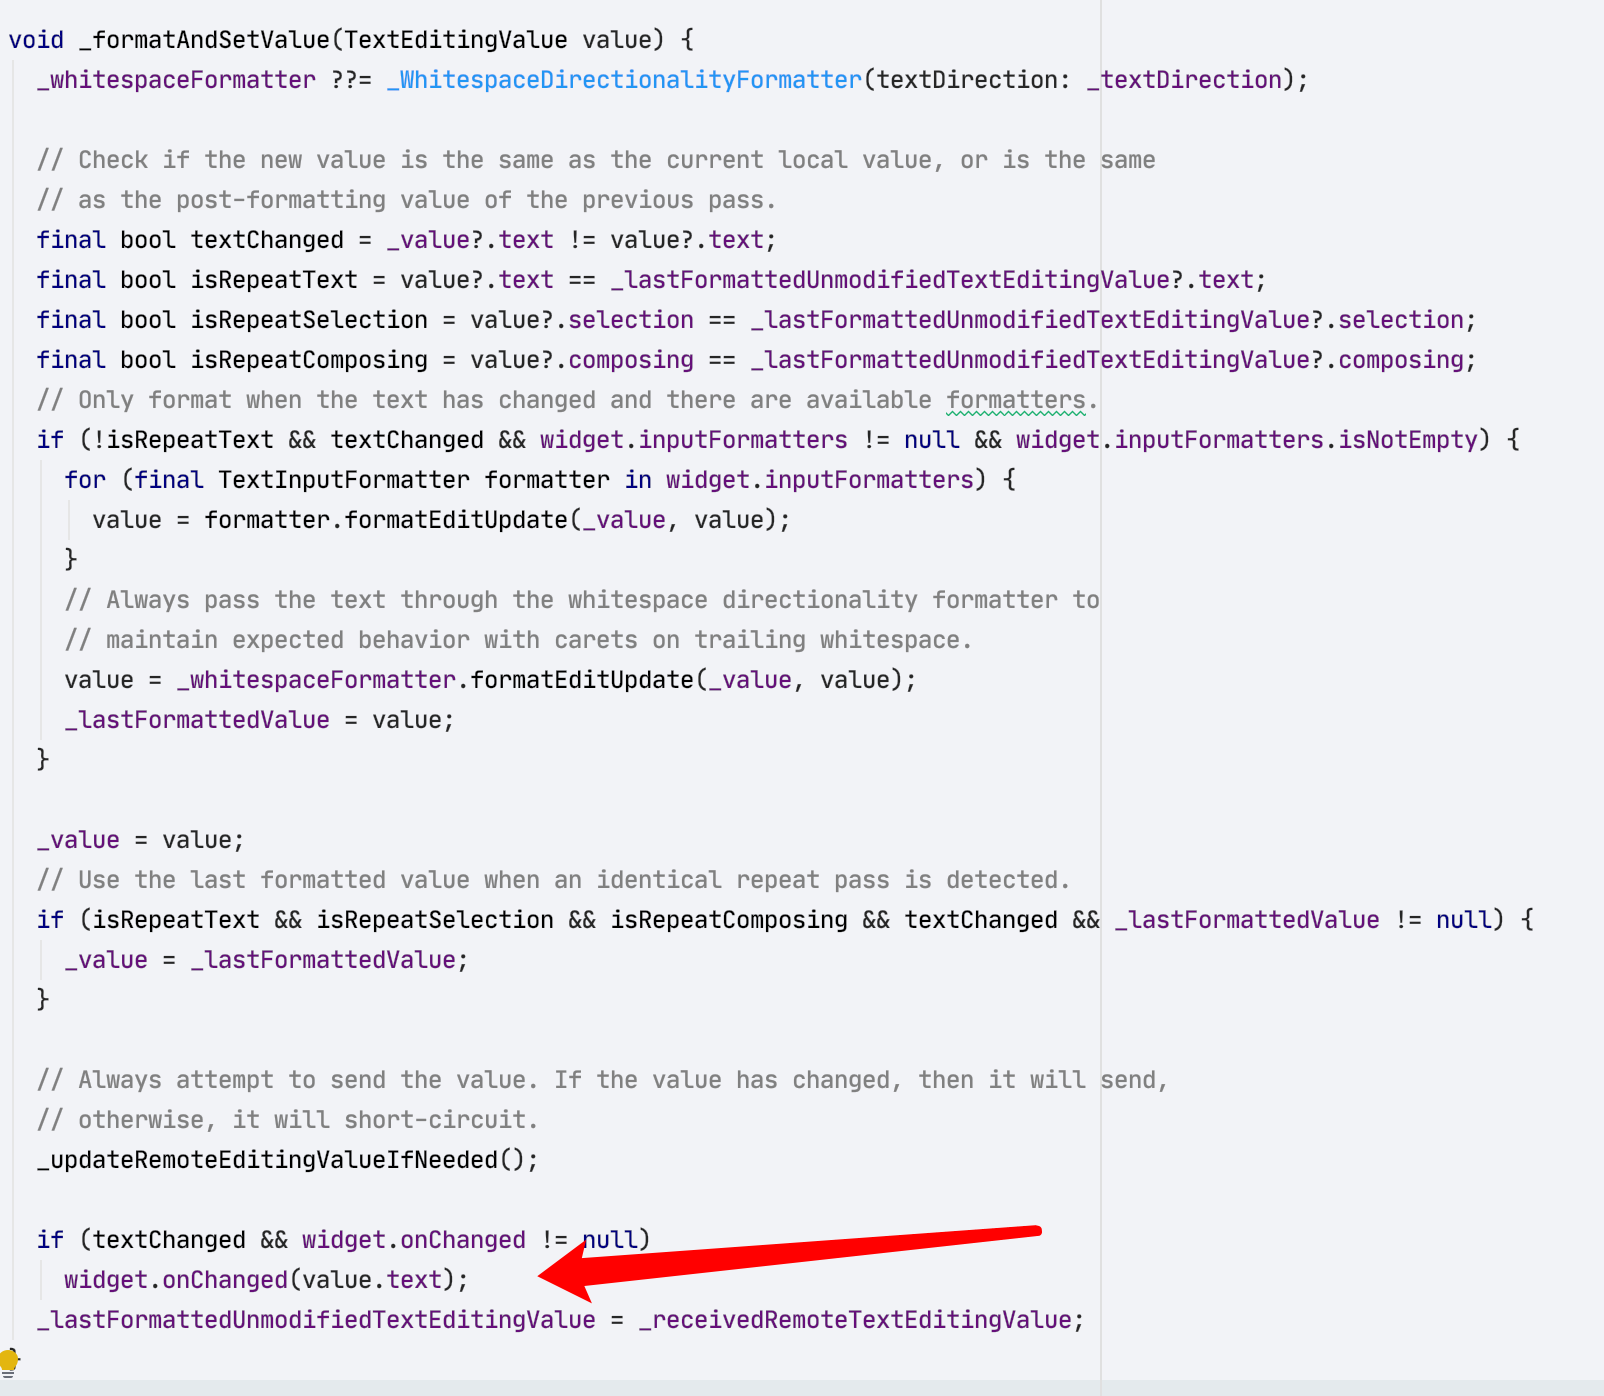 void _formatAndSetValue(TextEditingValue value) {
_whitespaceFormatter ??= _WhitespaceDirectionalityFormatter(textDirection: _textDirection);
// Check if the new value is the same as the current local value, or is the same
// as the post-formatting value of the previous pass.
final bool textChanged = _value?.text != value?.text;
final bool isRepeatText = value?.text == _lastFormattedUnmodifiedTextEditingValue?.text;
final bool isRepeatSelection = value?.selection == _lastFormattedUnmodifiedTextEditingValue?.selection;
final bool isRepeatComposing = value?.composing == _lastFormattedUnmodifiedTextEditingValue?.composing;
// Only format when the text has changed and there are available formatters.
if (!isRepeatText && textChanged && widget.inputFormatters != null && widget.inputFormatters.isNotEmpty) {
for (final TextInputFormatter formatter in widget.inputFormatters) {
value = formatter.formatEditUpdate(_value, value);
}
// Always pass the text through the whitespace directionality formatter to
// maintain expected behavior with carets on trailing whitespace.
value = _whitespaceFormatter.formatEditUpdate(_value, value);
_lastFormattedValue = value;
}
_value = value;
// Use the last formatted value when an identical repeat pass is detected.
if (isRepeatText && isRepeatSelection && isRepeatComposing && textChanged && _lastFormattedValue != null) {
_value = _lastFormattedValue;
}
// Always attempt to send the value. If the value has changed, then it will send,
// otherwise, it will short-circuit.
_updateRemoteEditingValueIfNeeded();
if (textChanged && widget.onChanged != null)
widget.onChanged(value.text);
_lastFormattedUnmodifiedTextEditingValue = _receivedRemoteTextEditingValue;
}